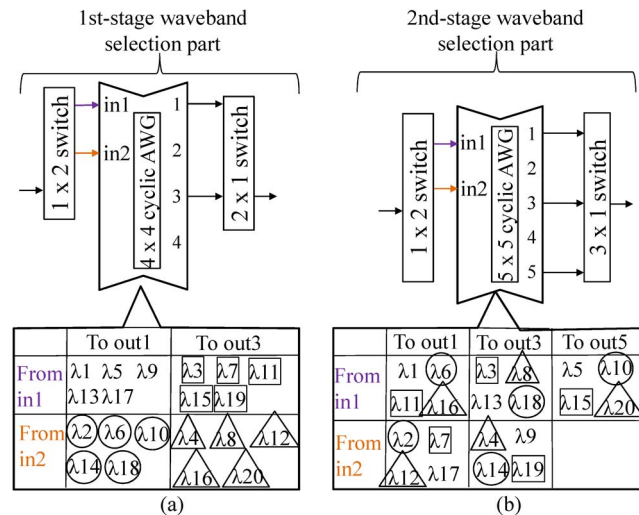 1st-stage waveband
selection part
1 x 2 switch
in1
in2
4 x 4 cyclic AWG
1
2
3
4
2 x 1 switch
To out1
To out3
From
in1
λ1 λ5 λ9
λ13 λ17
λ3 λ7 λ11
λ15 λ19
From
in2
λ2 λ6 λ10
λ14 λ18
λ4 λ8 λ12
λ16 λ20
(a)
2nd-stage waveband
selection part
1 x 2 switch
in1
in2
5 x 5 cyclic AWG
1
2
3
4
5
3 x 1 switch
To out1
To out3
To out5
From
in1
λ1 λ6
λ11 λ16
λ3 λ8
λ13 λ18
λ5 λ10
λ15 λ20
From
in2
λ2 λ7
λ12 λ17
λ4 λ9
λ14 λ19
(b)